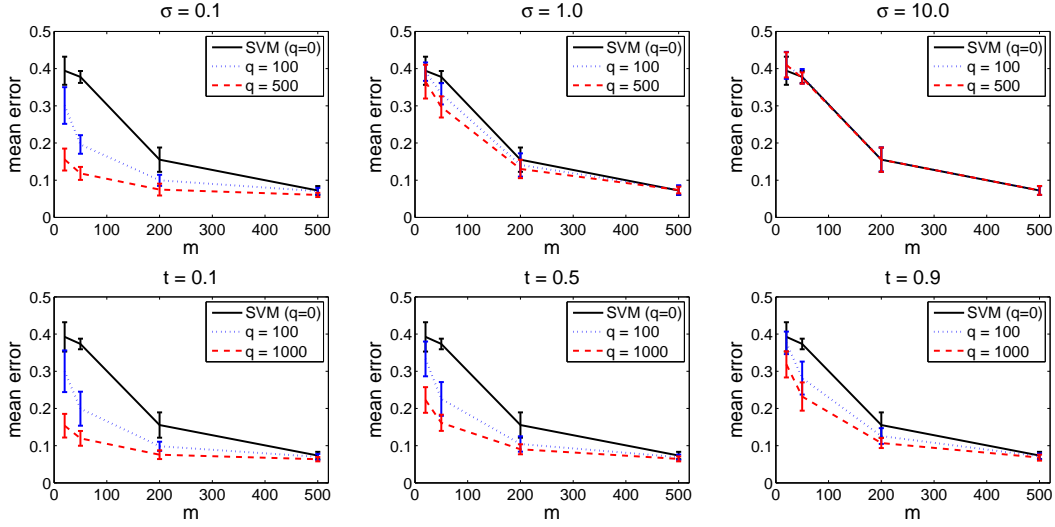 σ = 0.1
0.5
0.4
0.3
0.2
0.1
0
mean error
0 100 200 300 400 500
m
SVM (q=0)
q = 100
q = 500
σ = 1.0
0.5
0.4
0.3
0.2
0.1
0
mean error
0 100 200 300 400 500
m
SVM (q=0)
q = 100
q = 500
σ = 10.0
0.5
0.4
0.3
0.2
0.1
0
mean error
0 100 200 300 400 500
m
SVM (q=0)
q = 100
q = 500
t = 0.1
0.5
0.4
0.3
0.2
0.1
0
mean error
0 100 200 300 400 500
m
SVM (q=0)
q = 100
q = 1000
t = 0.5
0.5
0.4
0.3
0.2
0.1
0
mean error
0 100 200 300 400 500
m
SVM (q=0)
q = 100
q = 1000
t = 0.9
0.5
0.4
0.3
0.2
0.1
0
mean error
0 100 200 300 400 500
m
SVM (q=0)
q = 100
q = 1000